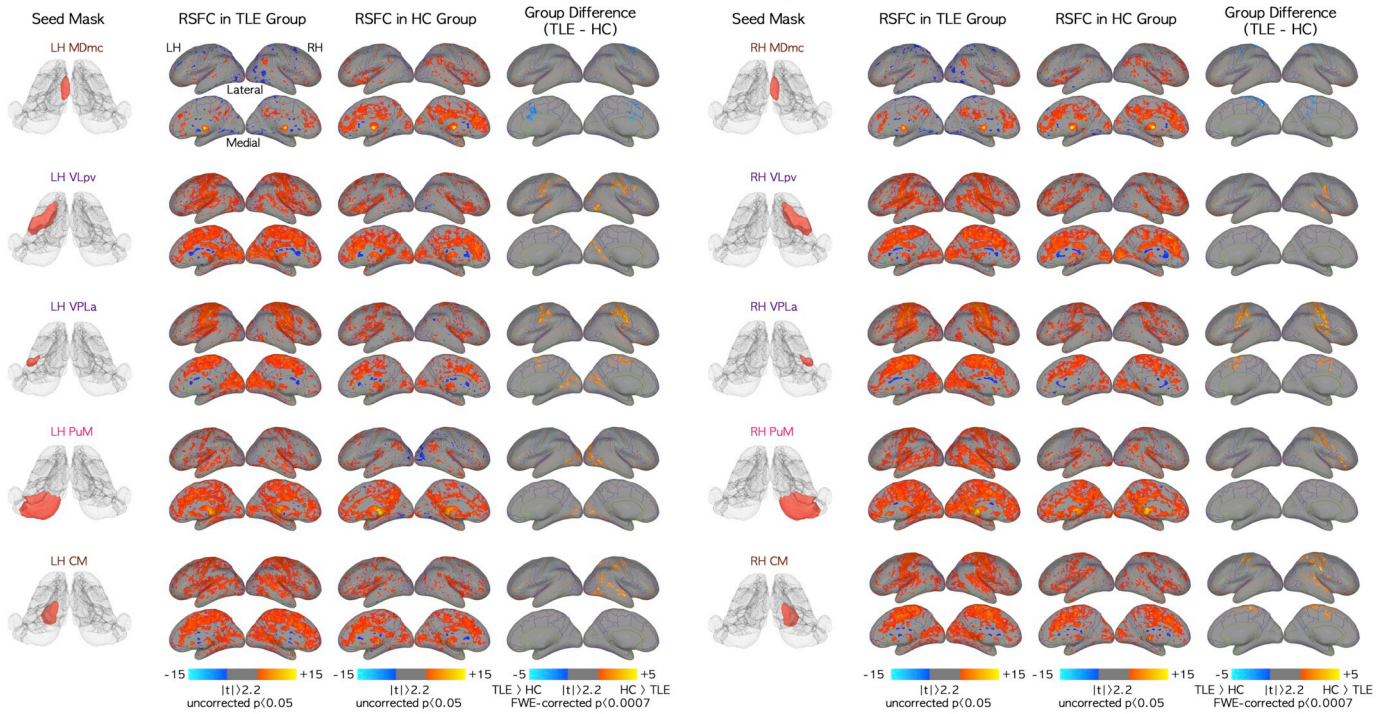 Seed Mask
RSFC in TLE Group
RSFC in HC Group
Group Difference
(TLE - HC)
Seed Mask
RSFC in TLE Group
RSFC in HC Group
Group Difference
(TLE - HC)
LH MDmc
LH
RH
Lateral
Medial
RH MDmc
LH VLpv
RH VLpv
LH VPLa
RH VPLa
LH PuM
RH PuM
LH CM
RH CM
-15 +15
|t|>2.2
uncorrected p<0.05
-15 +15
|t|>2.2
uncorrected p<0.05
-5 +5
TLE > HC |t|>2.2 HC > TLE
FWE-corrected p<0.0007
-15 +15
|t|>2.2
uncorrected p<0.05
-15 +15
|t|>2.2
uncorrected p<0.05
-5 +5
TLE > HC |t|>2.2 HC > TLE
FWE-corrected p<0.0007